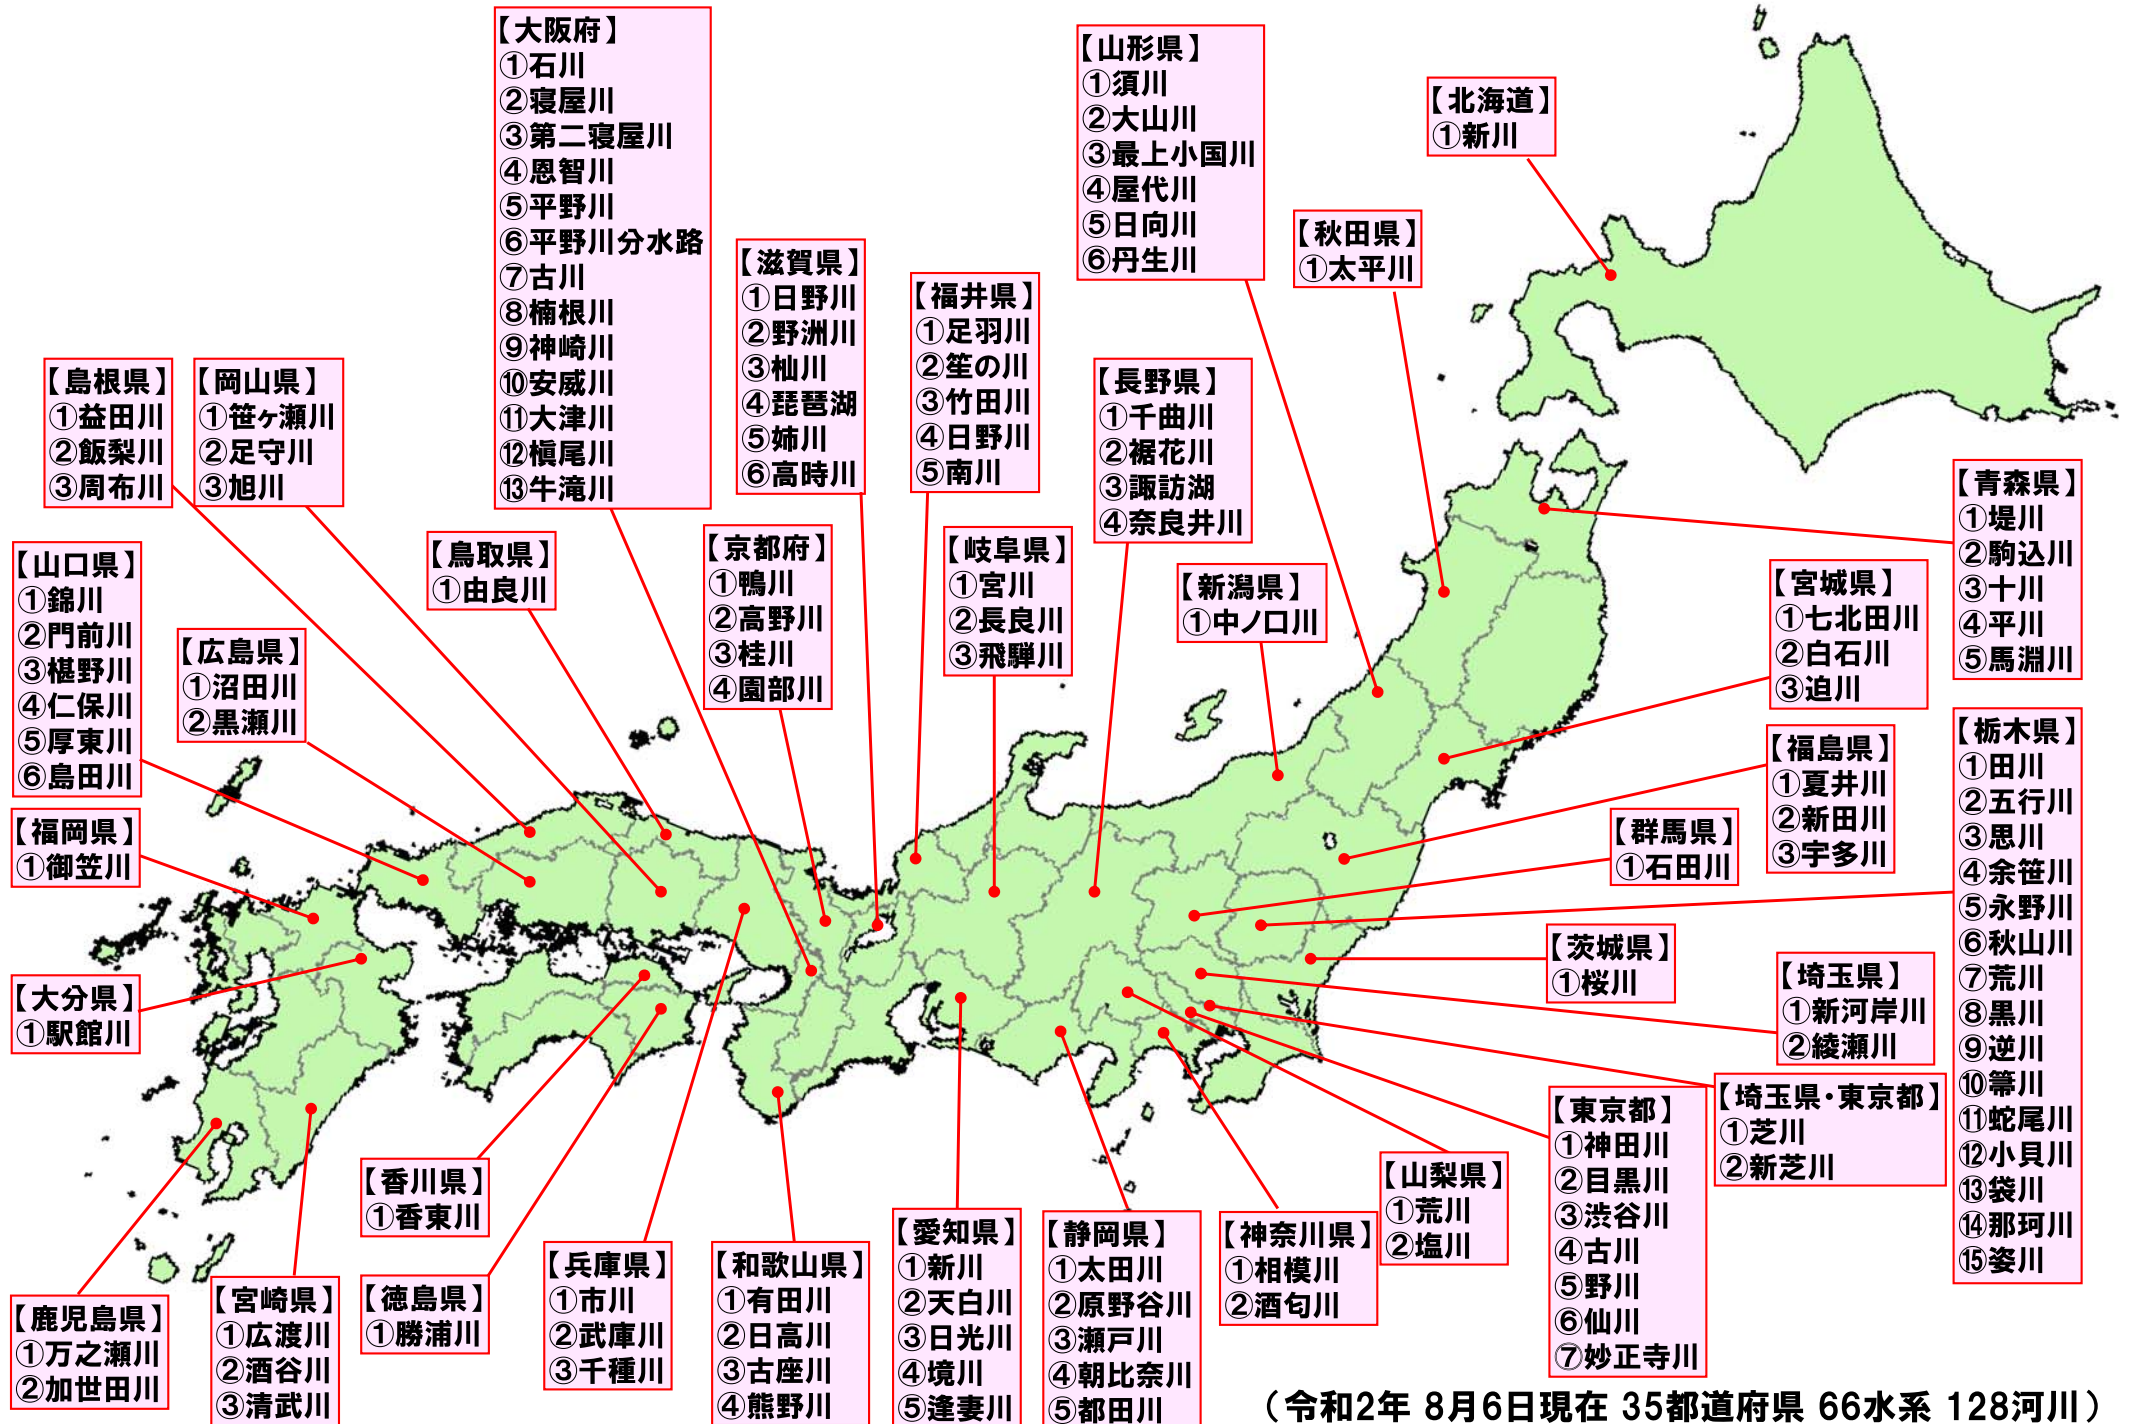 【大阪府】
①石川
②寝屋川
③第二寝屋川
④恩智川
⑤平野川
⑥平野川分水路
⑦古川
⑧楠根川
⑨神崎川
⑩安威川
⑪大津川
⑫槇尾川
⑬牛滝川
【山形県】
①須川
②大山川
③最上小国川
④屋代川
⑤日向川
⑥丹生川
【北海道】
①新川
【秋田県】
①太平川
【滋賀県】
①日野川
②野洲川
③杣川
④琵琶湖
⑤姉川
⑥高時川
【福井県】
①足羽川
②笙の川
③竹田川
④日野川
⑤南川
【島根県】
①益田川
②飯梨川
③周布川
【岡山県】
①笹ヶ瀬川
②足守川
③旭川
【長野県】
①千曲川
②裾花川
③諏訪湖
④奈良井川
【青森県】
①堤川
②駒込川
③十川
④平川
⑤馬淵川
【山口県】
①錦川
②門前川
③椹野川
④仁保川
⑤厚東川
⑥島田川
【鳥取県】
①由良川
【京都府】
①鴨川
②高野川
③桂川
④園部川
【岐阜県】
①宮川
②長良川
③飛騨川
【新潟県】
①中ノ口川
【宮城県】
①七北田川
②白石川
③迫川
【広島県】
①沼田川
②黒瀬川
【福島県】
①夏井川
②新田川
③宇多川
【栃木県】
①田川
②五行川
③思川
④余笹川
⑤永野川
⑥秋山川
⑦荒川
⑧黒川
⑨逆川
⑩箒川
⑪蛇尾川
⑫小貝川
⑬袋川
⑭那珂川
⑮姿川
【福岡県】
①御笠川
【群馬県】
①石田川
【茨城県】
①桜川
【埼玉県】
①新河岸川
②綾瀬川
【大分県】
①駅館川
【埼玉県・東京都】
①芝川
②新芝川
【東京都】
①神田川
②目黒川
③渋谷川
④古川
⑤野川
⑥仙川
⑦妙正寺川
【山梨県】
①荒川
②塩川
【香川県】
①香東川
【徳島県】
①勝浦川
【兵庫県】
①市川
②武庫川
③千種川
【和歌山県】
①有田川
②日高川
③古座川
④熊野川
【愛知県】
①新川
②天白川
③日光川
④境川
⑤逢妻川
【静岡県】
①太田川
②原野谷川
③瀬戸川
④朝比奈川
⑤都田川
【神奈川県】
①相模川
②酒匂川
【鹿児島県】
①万之瀬川
②加世田川
【宮崎県】
①広渡川
②酒谷川
③清武川
（令和2年 8月6日現在 35都道府県 66水系 128河川）